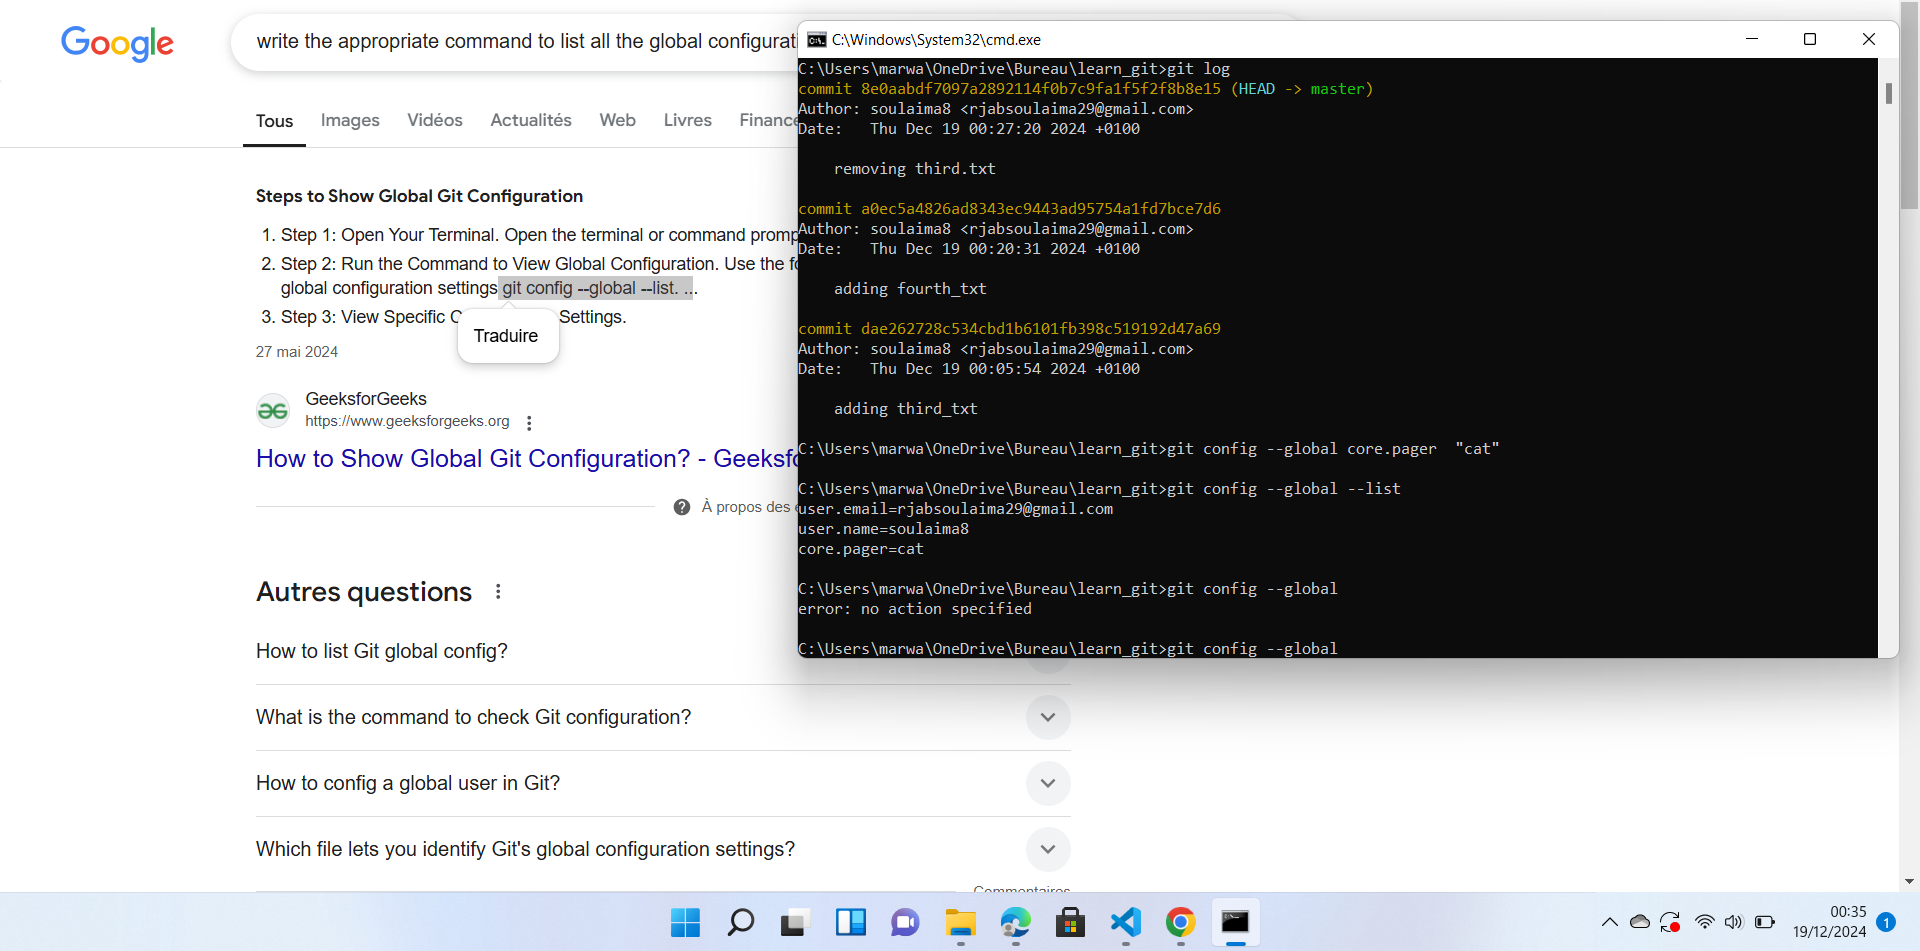 Google
write the appropriate command to list all the global configurati
Tous Images Vidéos Actualités Web Livres Finance
Steps to Show Global Git Configuration
1. Step 1: Open Your Terminal. Open the terminal or command promp
2. Step 2: Run the Command to View Global Configuration. Use the fo
global configuration settings git config --global --list. ...
3. Step 3: View Specific C Settings.
Traduire
27 mai 2024
GeeksforGeeks
https://www.geeksforgeeks.org
How to Show Global Git Configuration? - Geeksfo
À propos des e
Autres questions
How to list Git global config?
What is the command to check Git configuration?
How to config a global user in Git?
Which file lets you identify Git's global configuration settings?
Commentaires
C:\Windows\System32\cmd.exe
C:\Users\marwa\OneDrive\Bureau\learn_git>git log
commit 8e0aabdf7097a2892114f0b7c9fa1f5f2f8b8e15 (HEAD -> master)
Author: soulaima8 <rjabsoulaima29@gmail.com>
Date:   Thu Dec 19 00:27:20 2024 +0100
removing third.txt
commit a0ec5a4826ad8343ec9443ad95754a1fd7bce7d6
Author: soulaima8 <rjabsoulaima29@gmail.com>
Date:   Thu Dec 19 00:20:31 2024 +0100
adding fourth_txt
commit dae262728c534cbd1b6101fb398c519192d47a69
Author: soulaima8 <rjabsoulaima29@gmail.com>
Date:   Thu Dec 19 00:05:54 2024 +0100
adding third_txt
C:\Users\marwa\OneDrive\Bureau\learn_git>git config --global core.pager  "cat"
C:\Users\marwa\OneDrive\Bureau\learn_git>git config --global --list
user.email=rjabsoulaima29@gmail.com
user.name=soulaima8
core.pager=cat
C:\Users\marwa\OneDrive\Bureau\learn_git>git config --global
error: no action specified
C:\Users\marwa\OneDrive\Bureau\learn_git>git config --global
00:35
19/12/2024
1